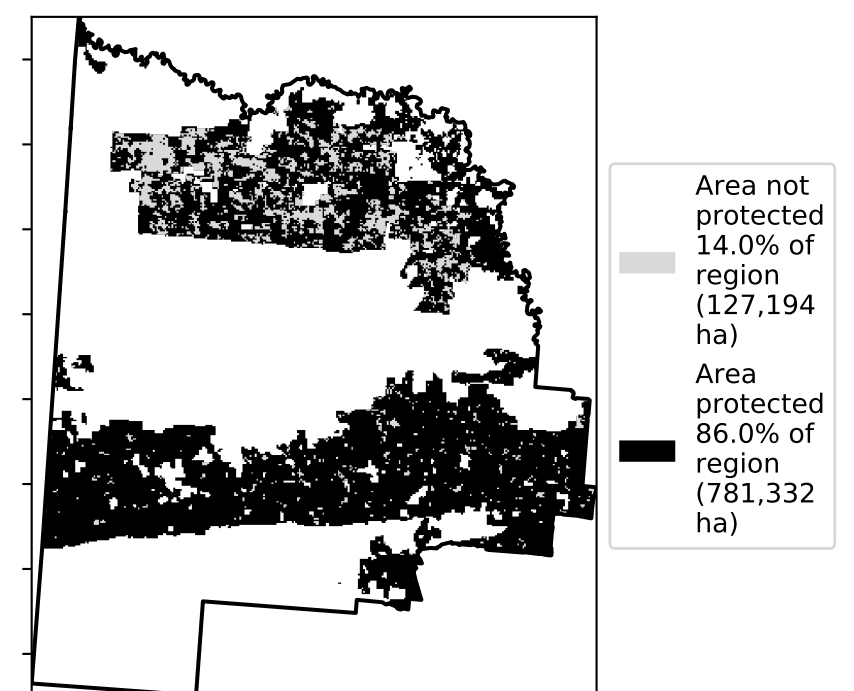 Area not
protected
14.0% of
region
(127,194
ha)
Area
protected
86.0% of
region
(781,332
ha)